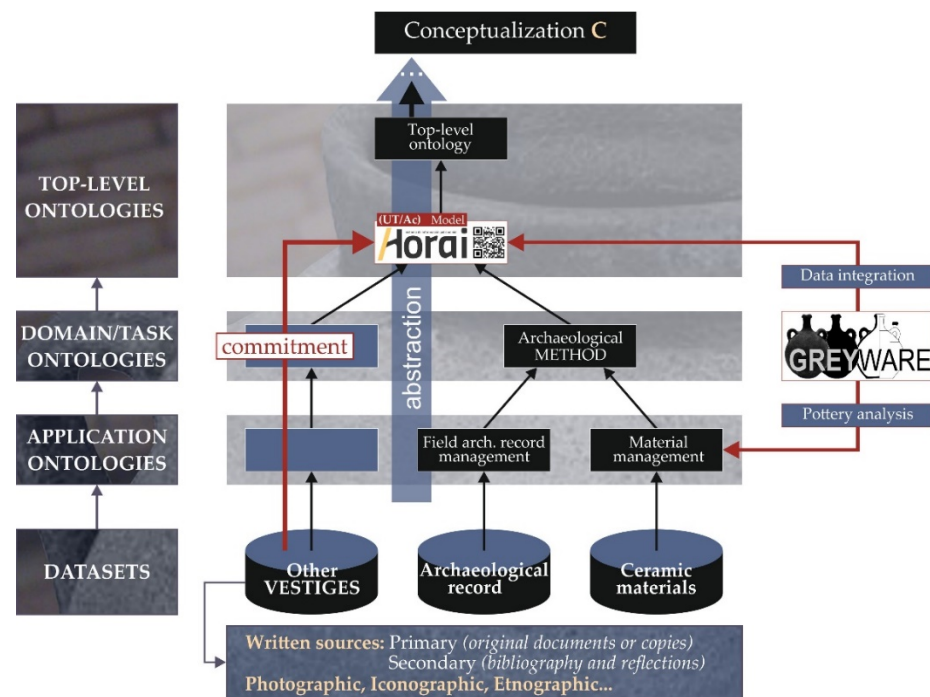 Conceptualization C
...
Top-level
ontology
TOP-LEVEL
ONTOLOGIES
(UT/Ac) Model
Horai
Data integration
DOMAIN/TASK
ONTOLOGIES
commitment
abstraction
Archaeological
METHOD
GREYWARE
Pottery analysis
APPLICATION
ONTOLOGIES
Field arch. record
management
Material
management
DATASETS
Other
VESTIGES
Archaeological
record
Ceramic
materials
Written sources: Primary (original documents or copies)
Secondary (bibliography and reflections)
Photographic, Iconographic, Etnographic...